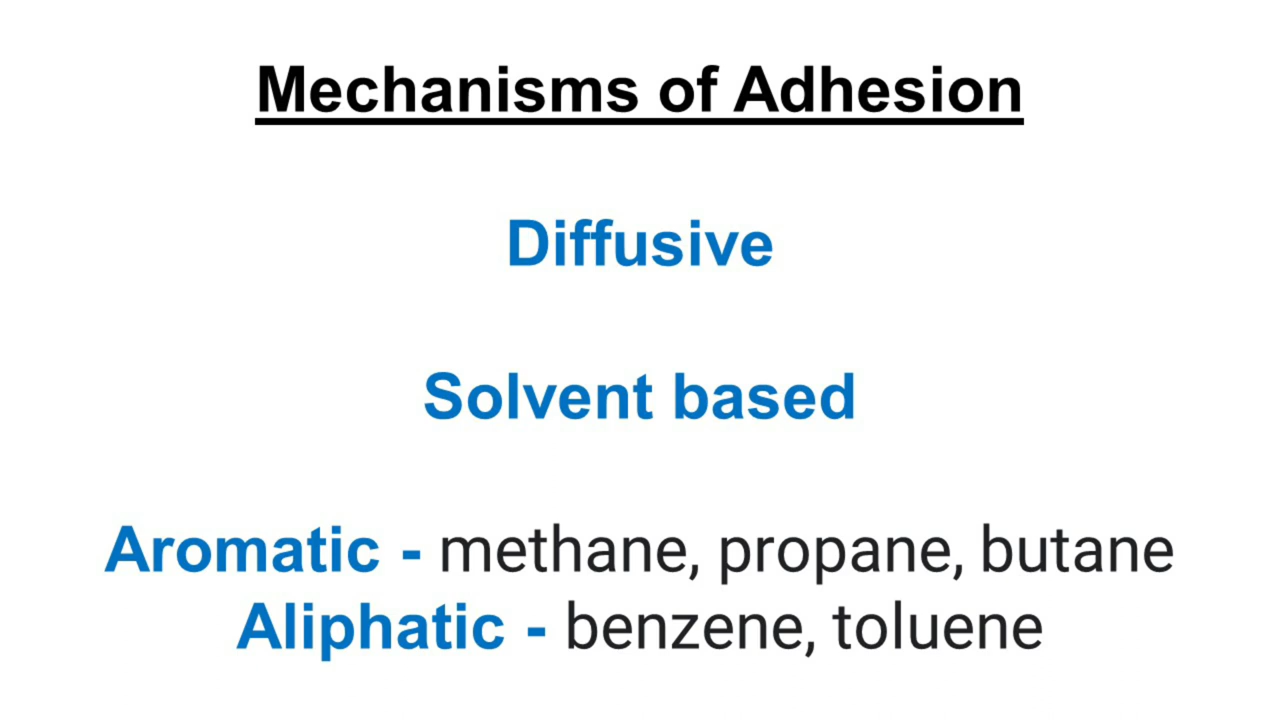 Mechanisms of Adhesion
Diffusive
Solvent based
Aromatic - methane, propane, butane
Aliphatic - benzene, toluene